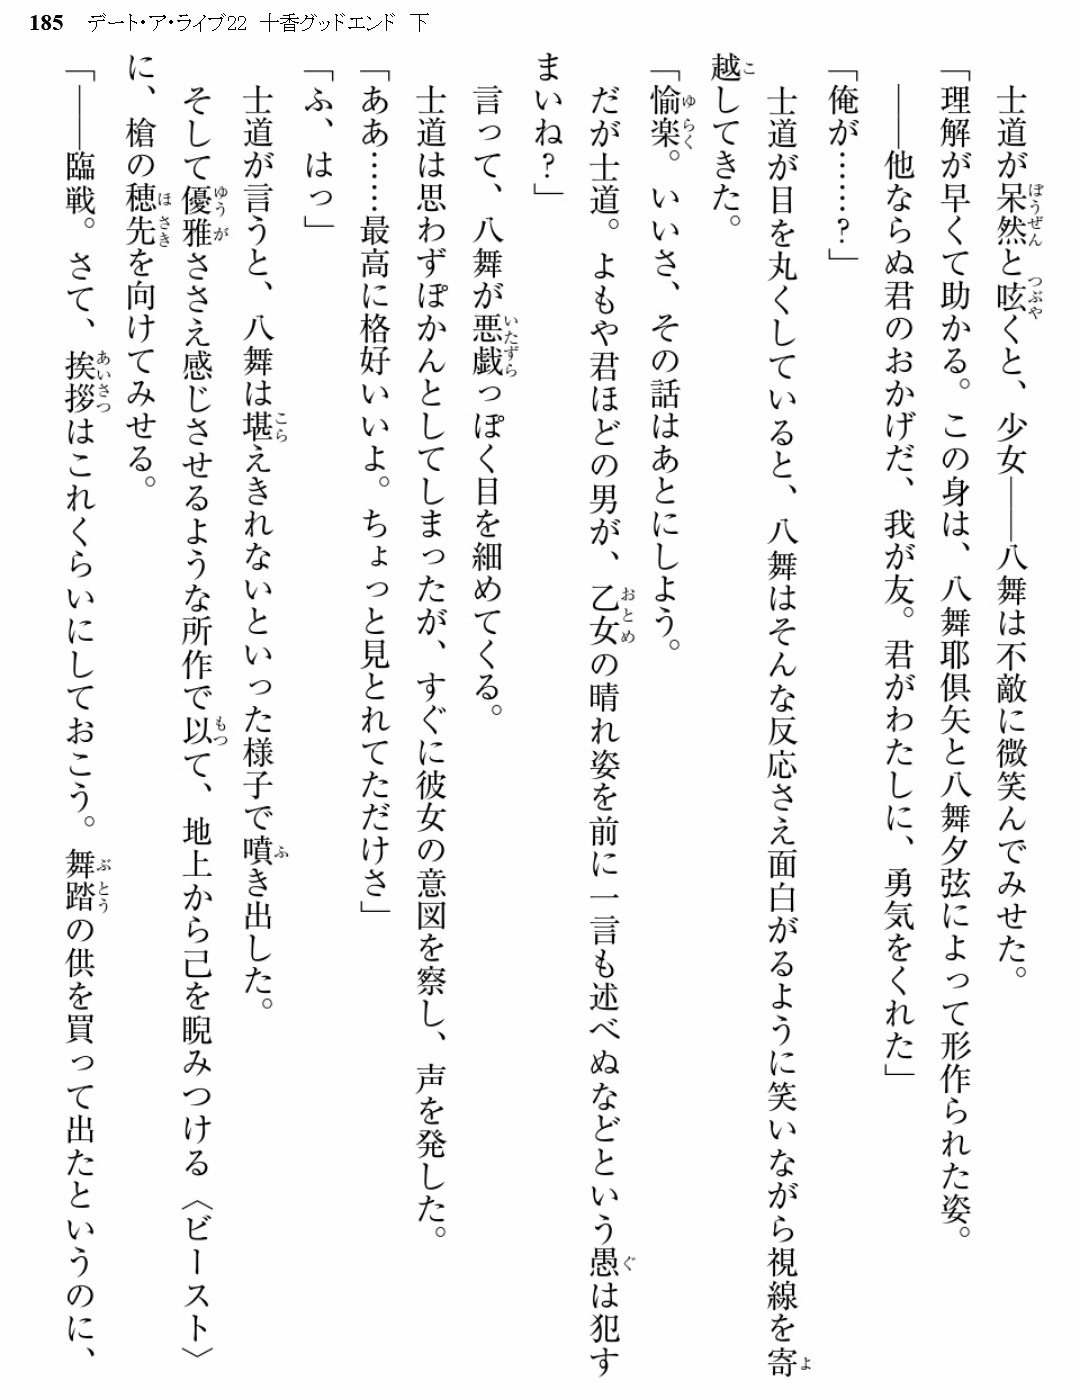 185 デート・ア・ライブ22 十香グッドエンド 下
士道が呆然と呟くと、少女――八舞は不敵に微笑んでみせた。
「理解が早くて助かる。この身は、八舞耶倶矢と八舞夕弦によって形作られた姿。
――他ならぬ君のおかげだ、我が友。君がわたしに、勇気をくれた」
「俺が……？」
士道が目を丸くしていると、八舞はそんな反応さえ面白がるように笑いながら視線を寄
越してきた。
「愉楽。いいさ、その話はあとにしよう。
だが士道。よもや君ほどの男が、乙女の晴れ姿を前に一言も述べぬなどという愚は犯す
まいね？」
言って、八舞が悪戯っぽく目を細めてくる。
士道は思わずぽかんとしてしまったが、すぐに彼女の意図を察し、声を発した。
「ああ……最高に格好いいよ。ちょっと見とれてただけさ」
「ふ、はっ」
士道が言うと、八舞は堪えきれないといった様子で噴き出した。
そして優雅ささえ感じさせるような所作で以て、地上から己を睨みつける〈ビースト〉
に、槍の穂先を向けてみせる。
「――臨戦。さて、挨拶はこれくらいにしておこう。舞踏の供を買って出たというのに、